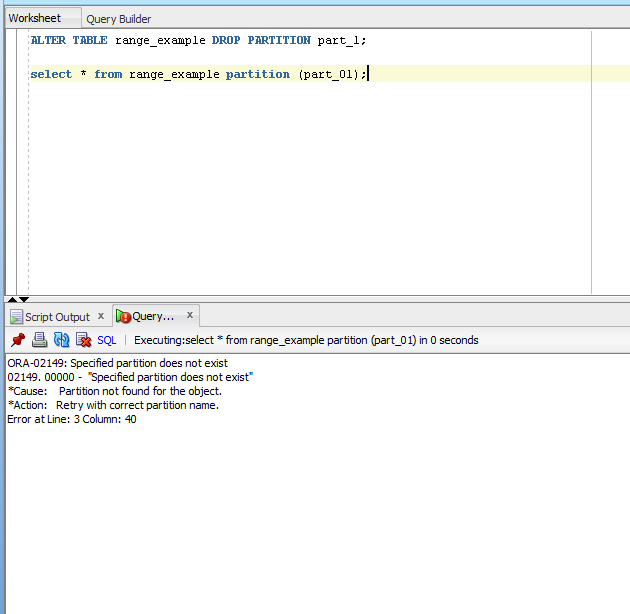 Worksheet Query Builder
ALTER TABLE range_example DROP PARTITION part_1;
select * from range_example partition (part_01);
Script Output x Query... x
SQL Executing:select * from range_example partition (part_01) in 0 seconds
ORA-02149: Specified partition does not exist
02149. 00000 - "Specified partition does not exist"
*Cause: Partition not found for the object.
*Action: Retry with correct partition name.
Error at Line: 3 Column: 40